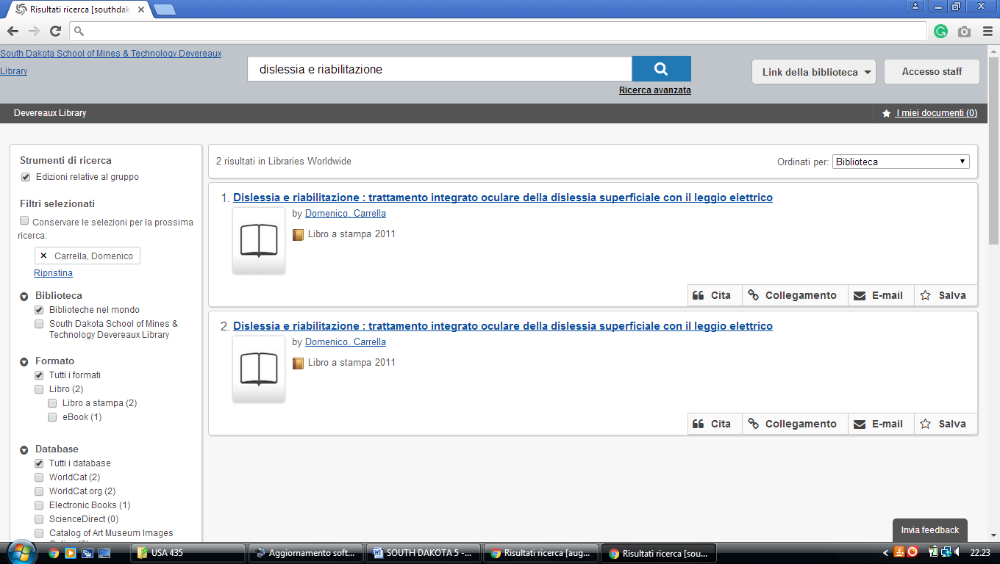 Risultati ricerca [southdak
South Dakota School of Mines & Technology Devereaux
Library
dislessia e riabilitazione
Ricerca avanzata
Link della biblioteca
Accesso staff
Devereaux Library
I miei documenti (0)
Strumenti di ricerca
Edizioni relative al gruppo
Filtri selezionati
Conservare le selezioni per la prossima
ricerca:
Carrella, Domenico
Ripristina
Biblioteca
Biblioteche nel mondo
South Dakota School of Mines &
Technology Devereaux Library
Formato
Tutti i formati
Libro (2)
Libro a stampa (2)
eBook (1)
Database
Tutti i database
WorldCat (2)
WorldCat.org (2)
Electronic Books (1)
ScienceDirect (0)
Catalog of Art Museum Images
2 risultati in Libraries Worldwide
Ordinati per: Biblioteca
1. Dislessia e riabilitazione : trattamento integrato oculare della dislessia superficiale con il leggio elettrico
by Domenico. Carrella
Libro a stampa 2011
Cita Collegamento E-mail Salva
2. Dislessia e riabilitazione : trattamento integrato oculare della dislessia superficiale con il leggio elettrico
by Domenico. Carrella
Libro a stampa 2011
Cita Collegamento E-mail Salva
Invia feedback
USA 435
Aggiornamento soft...
SOUTH DAKOTA 5 -...
Risultati ricerca [aug...
Risultati ricerca [sou...
22.23